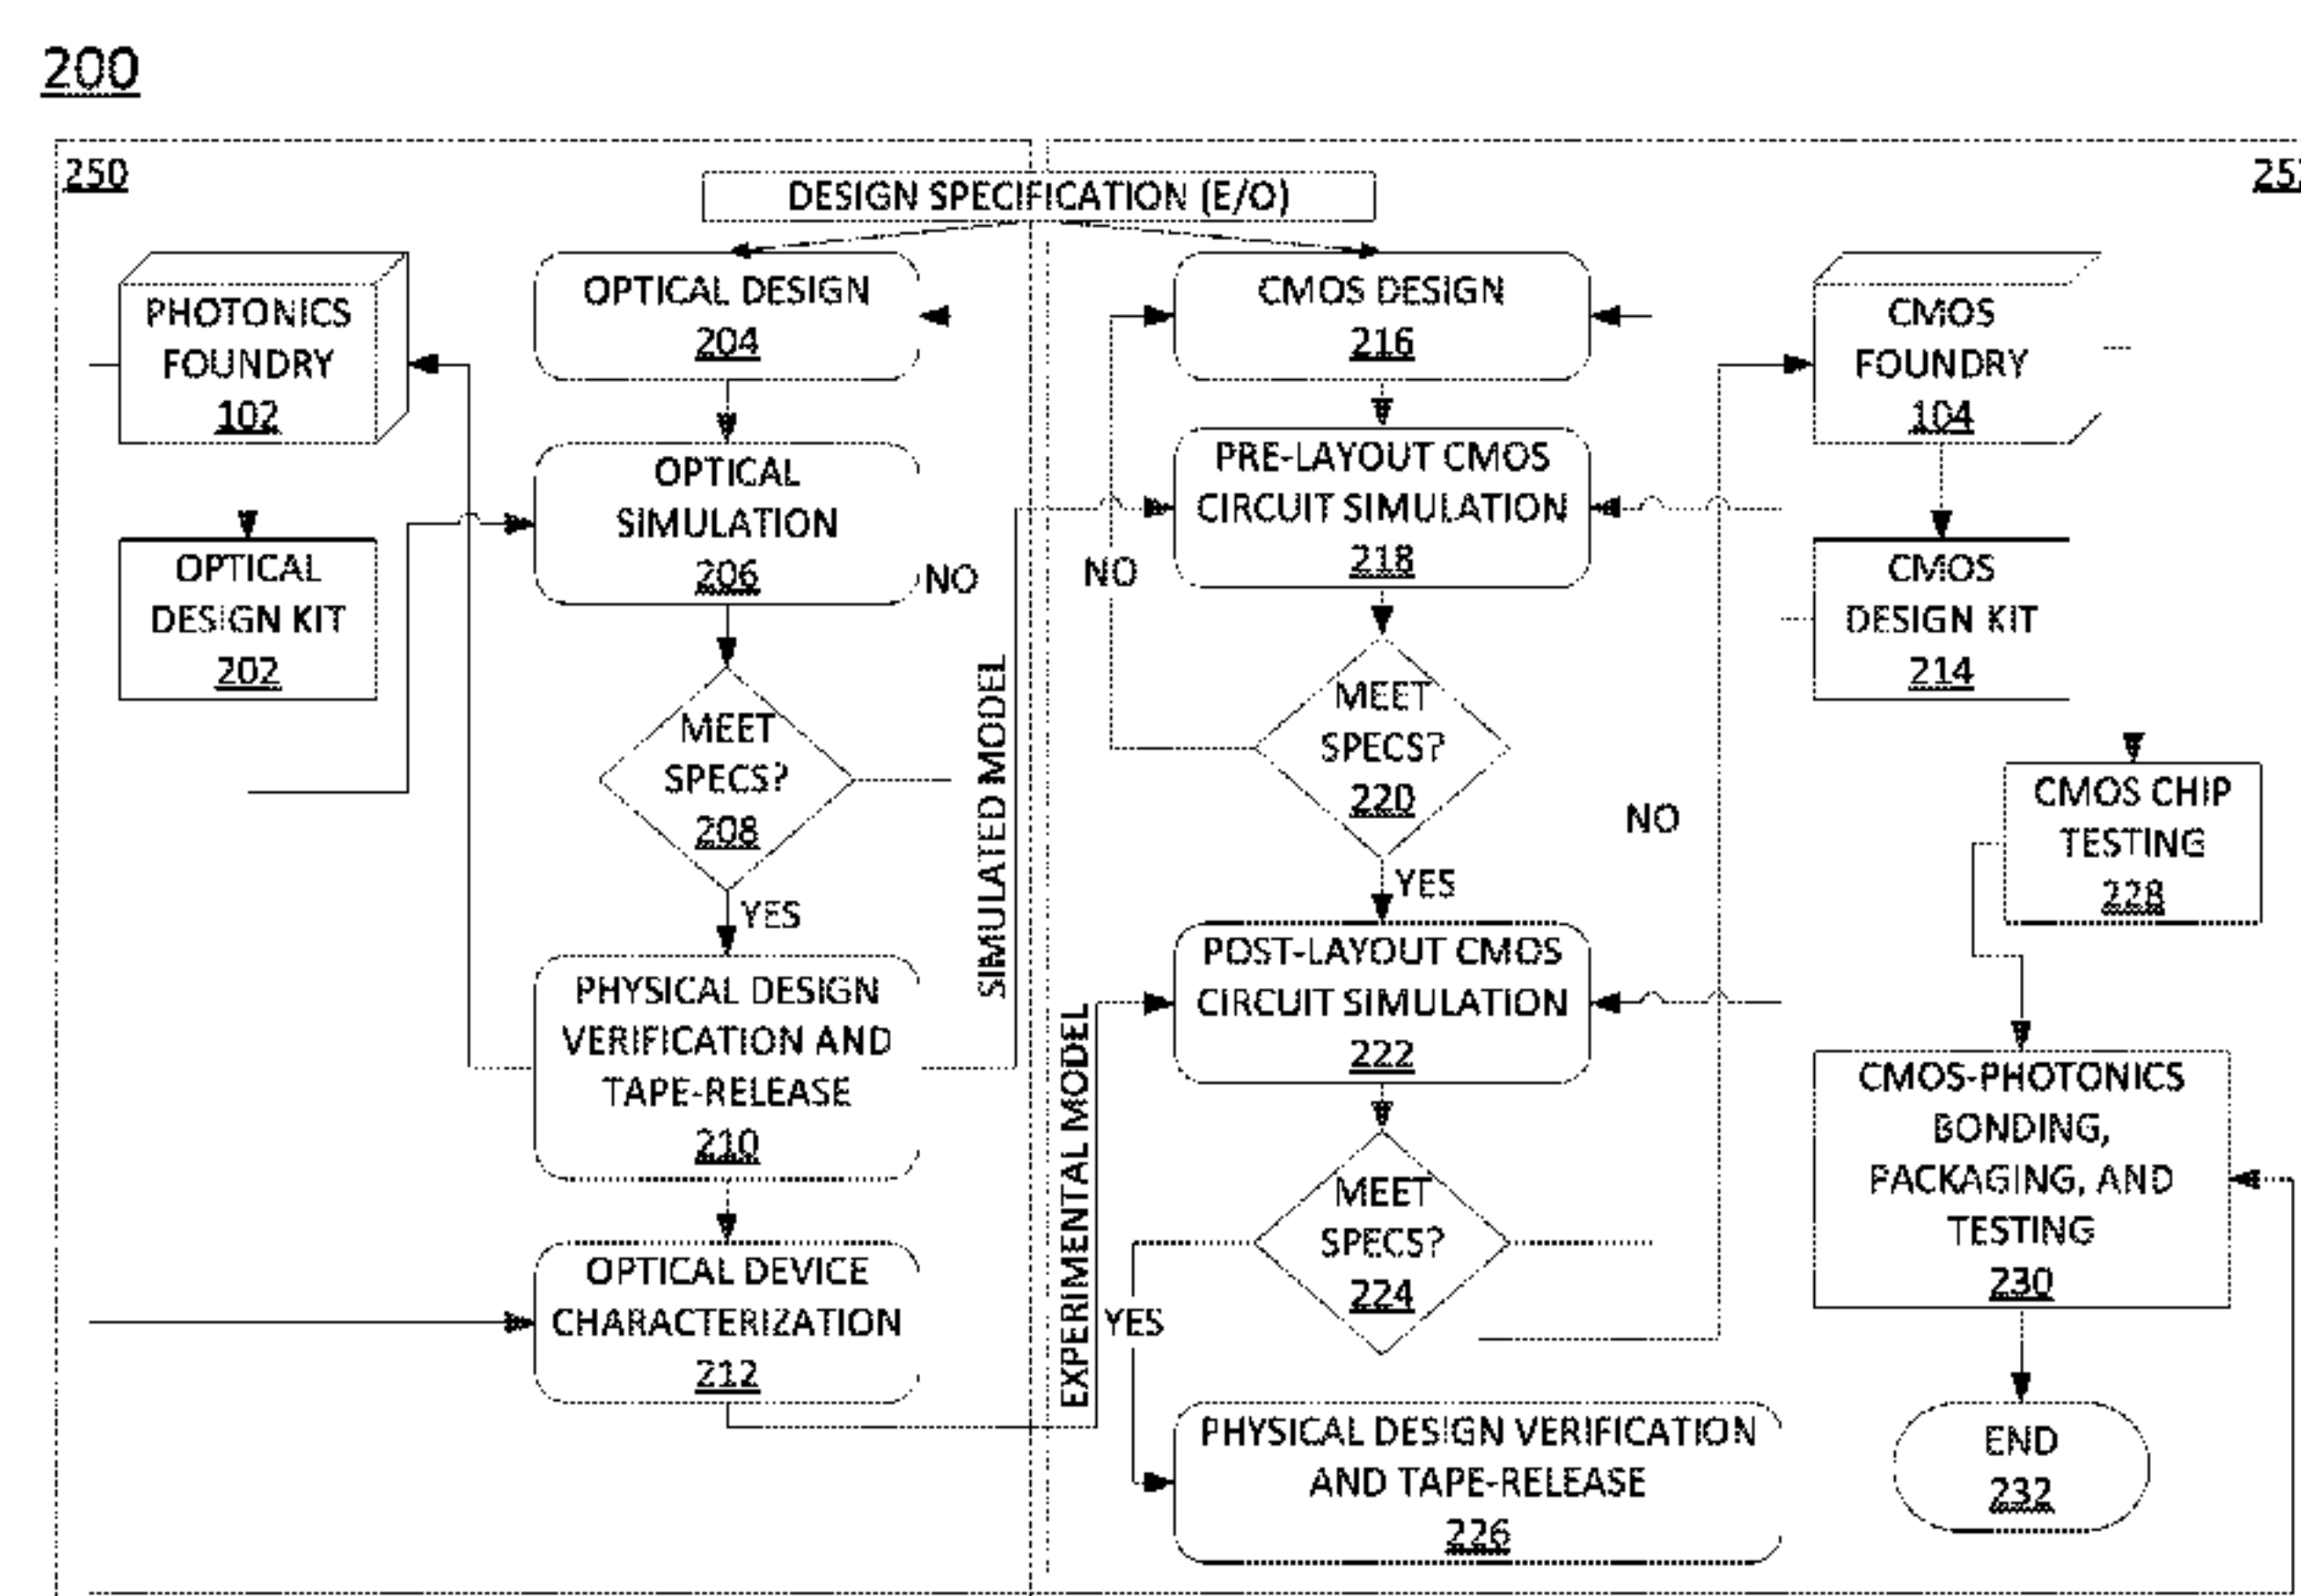 200
250
DESIGN SPECIFICATION (E/O)
PHOTONICS
FOUNDRY
102
OPTICAL DESIGN
204
OPTICAL
SIMULATION
206
OPTICAL
DESIGN KIT
202
NO
MEET
SPECS?
208
YES
SIMULATED MODEL
PHYSICAL DESIGN
VERIFICATION AND
TAPE-RELEASE
210
OPTICAL DEVICE
CHARACTERIZATION
212
EXPERIMENTAL MODEL
CMOS DESIGN
216
PRE-LAYOUT CMOS
CIRCUIT SIMULATION
218
NO
MEET
SPECS?
220
YES
POST-LAYOUT CMOS
CIRCUIT SIMULATION
222
MEET
SPECS?
224
YES
NO
PHYSICAL DESIGN VERIFICATION
AND TAPE-RELEASE
226
CMOS
FOUNDRY
104
CMOS
DESIGN KIT
214
CMOS CHIP
TESTING
228
CMOS-PHOTONICS
BONDING,
PACKAGING, AND
TESTING
230
END
232